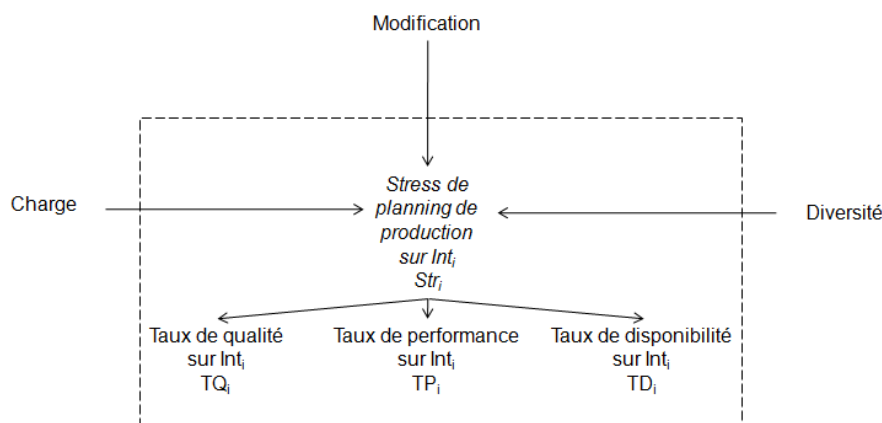 Modification
Charge
Stress de
planning de
production
sur Inti
Stri
Diversité
Taux de qualité
sur Inti
TQi
Taux de performance
sur Inti
TPi
Taux de disponibilité
sur Inti
TDi